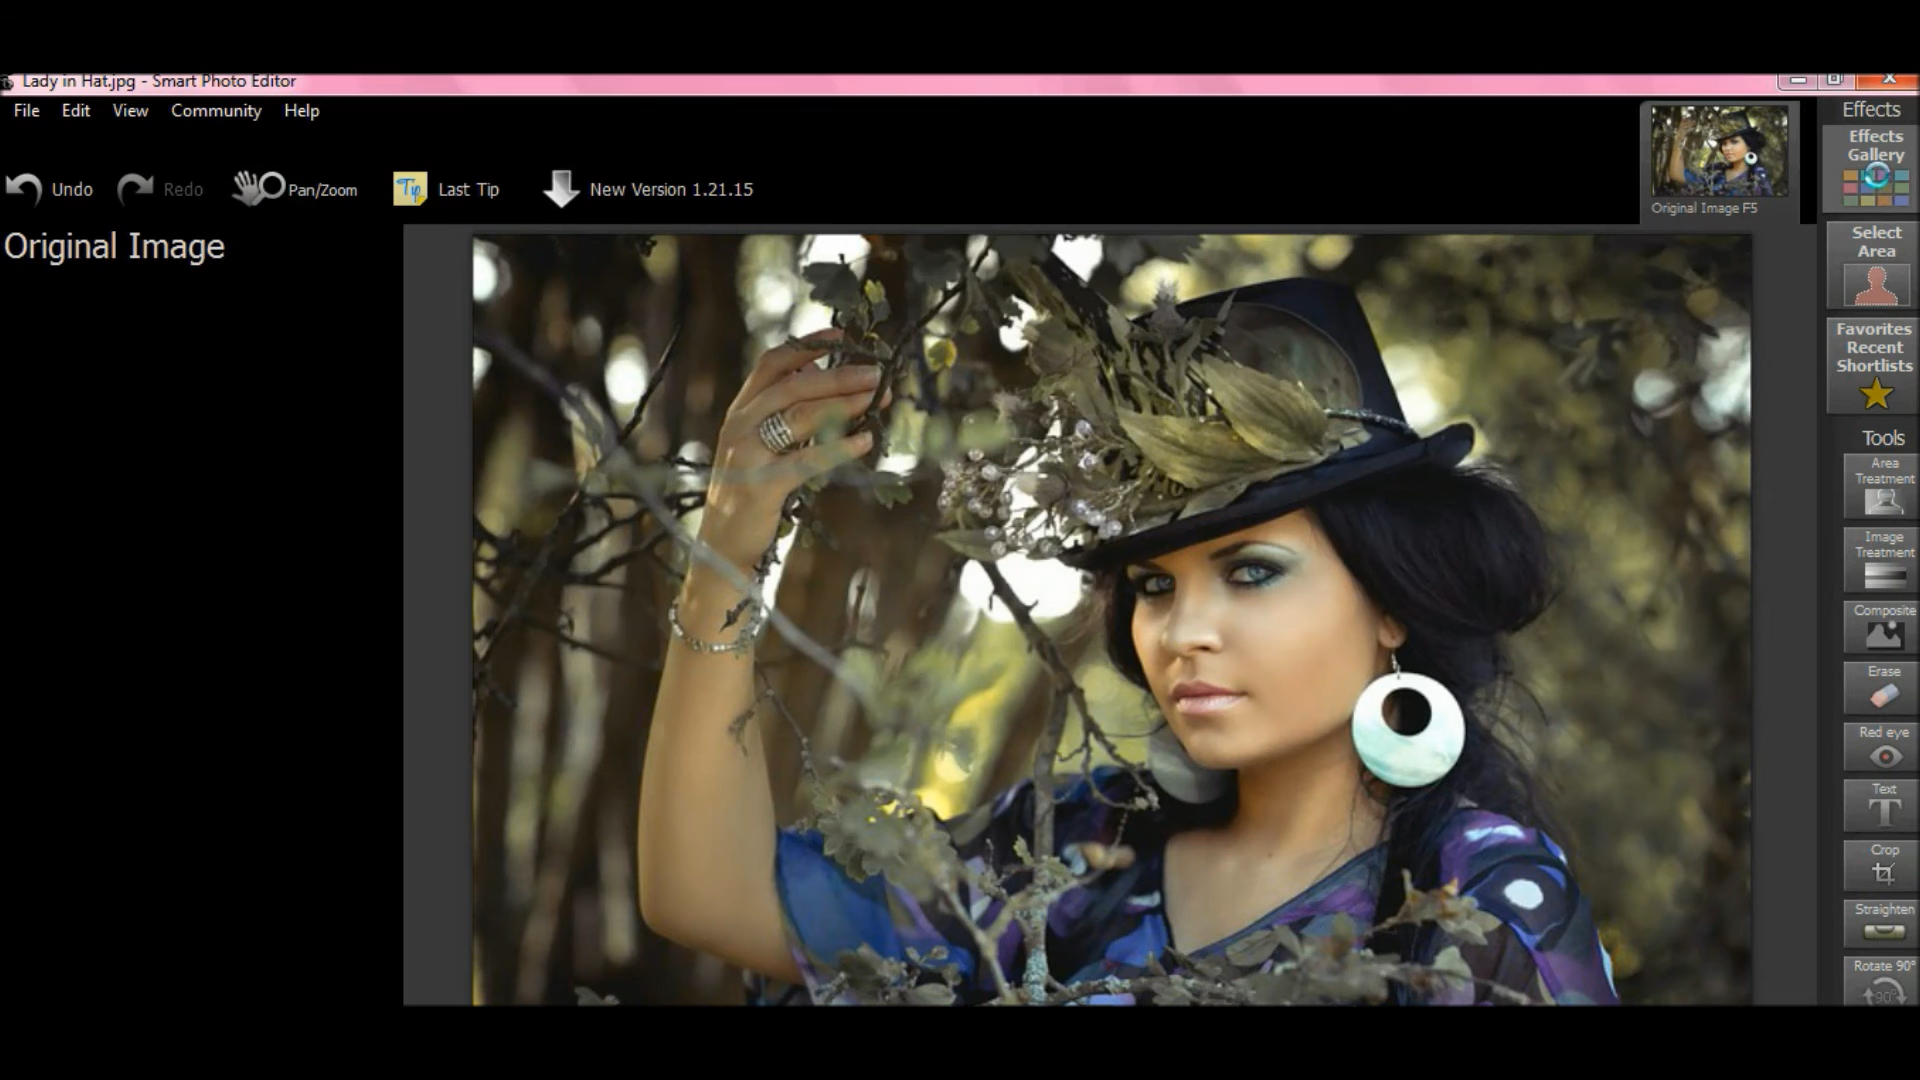 Lady in Hat.jpg - Smart Photo Editor
File Edit View Community Help
Undo Redo Pan/Zoom Tip Last Tip New Version 1.21.15
Original Image F5
Original Image
Effects
Effects
Gallery
Select
Area
Favorites
Recent
Shortlists
Tools
Area
Treatment
Image
Treatment
Composite
Erase
Red eye
Text
T
Crop
Straighten
Rotate 90°
90°